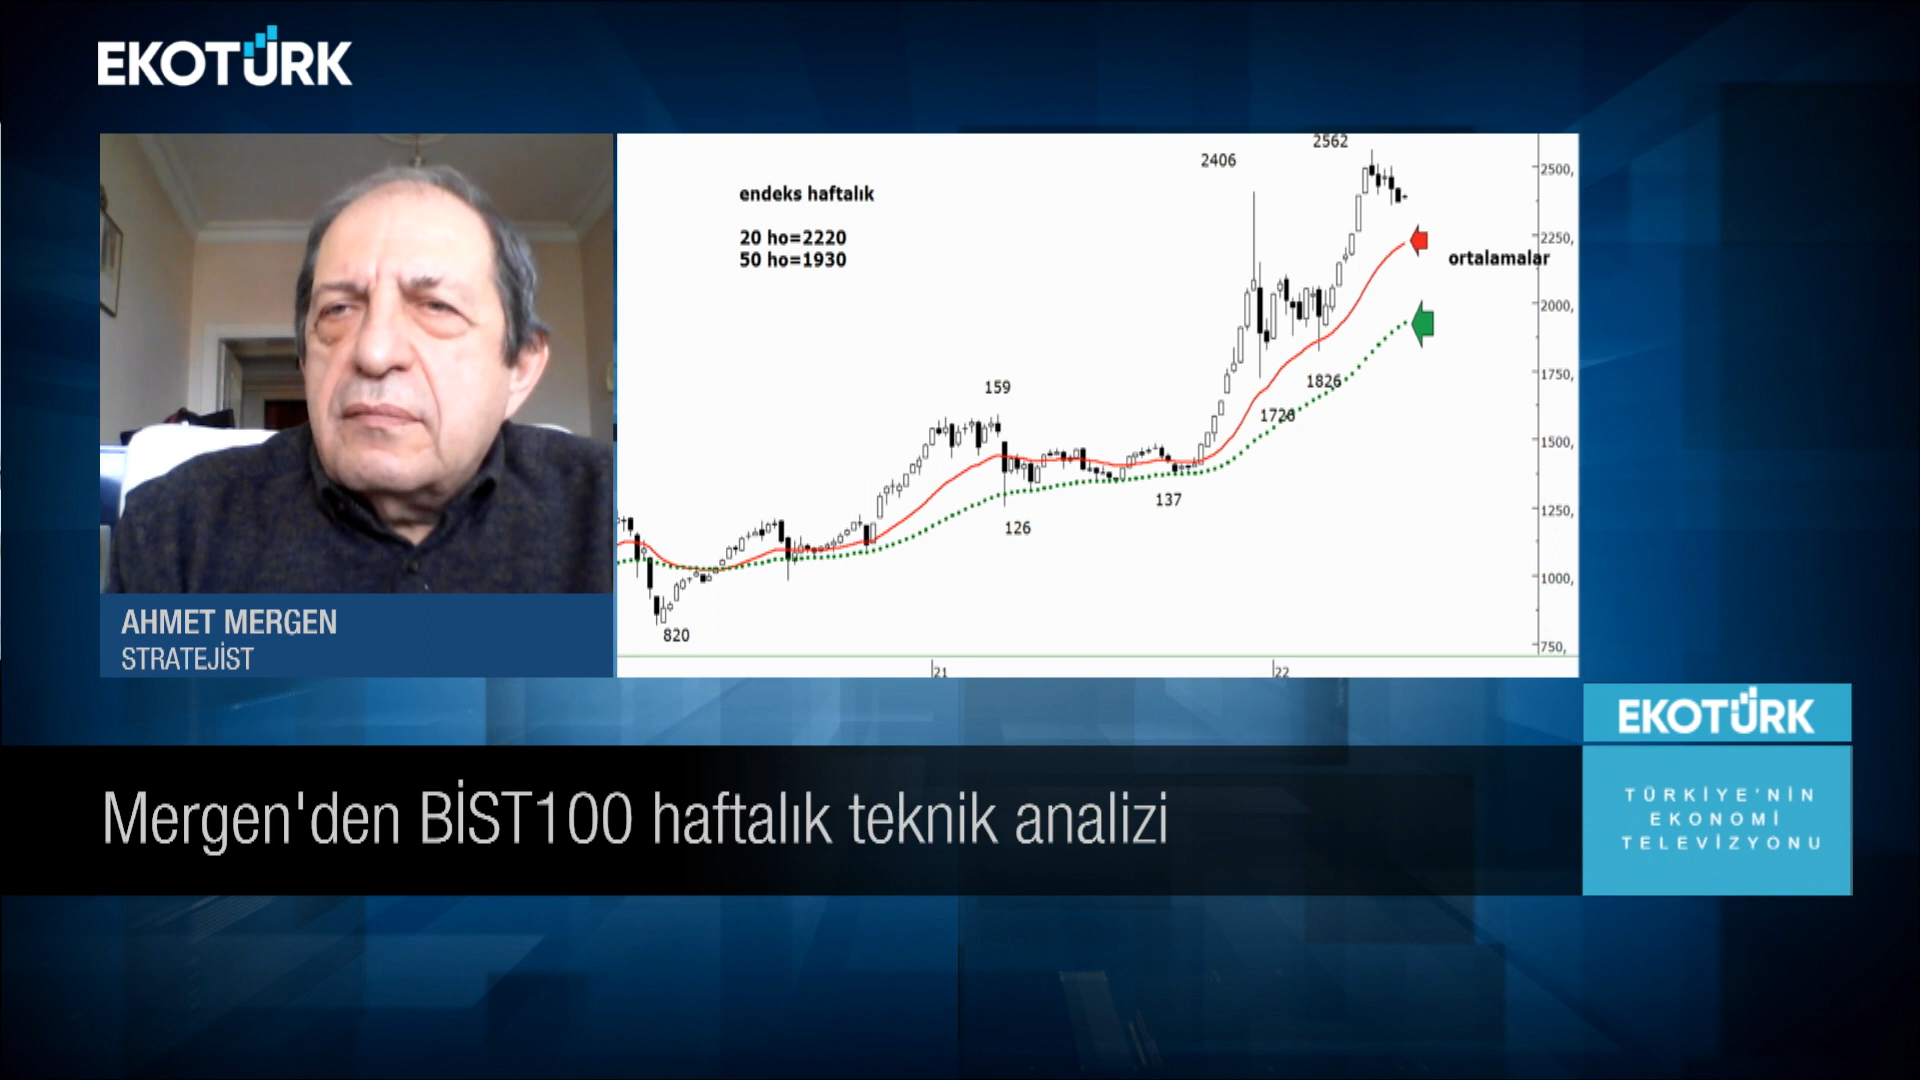 EKOTÜRK
2562
2406
2500,
endeks haftalık
20 ho=2220
2250,
50 ho=1930
ortalamalar
2000,
1750,
159
1826
1720
1500,
137
1250,
126
1000,
820
750,
21
22
AHMET MERGEN
STRATEJİST
EKOTÜRK
Mergen'den BİST100 haftalık teknik analizi
TÜRKİYE'NİN
EKONOMİ
TELEVİZYONU